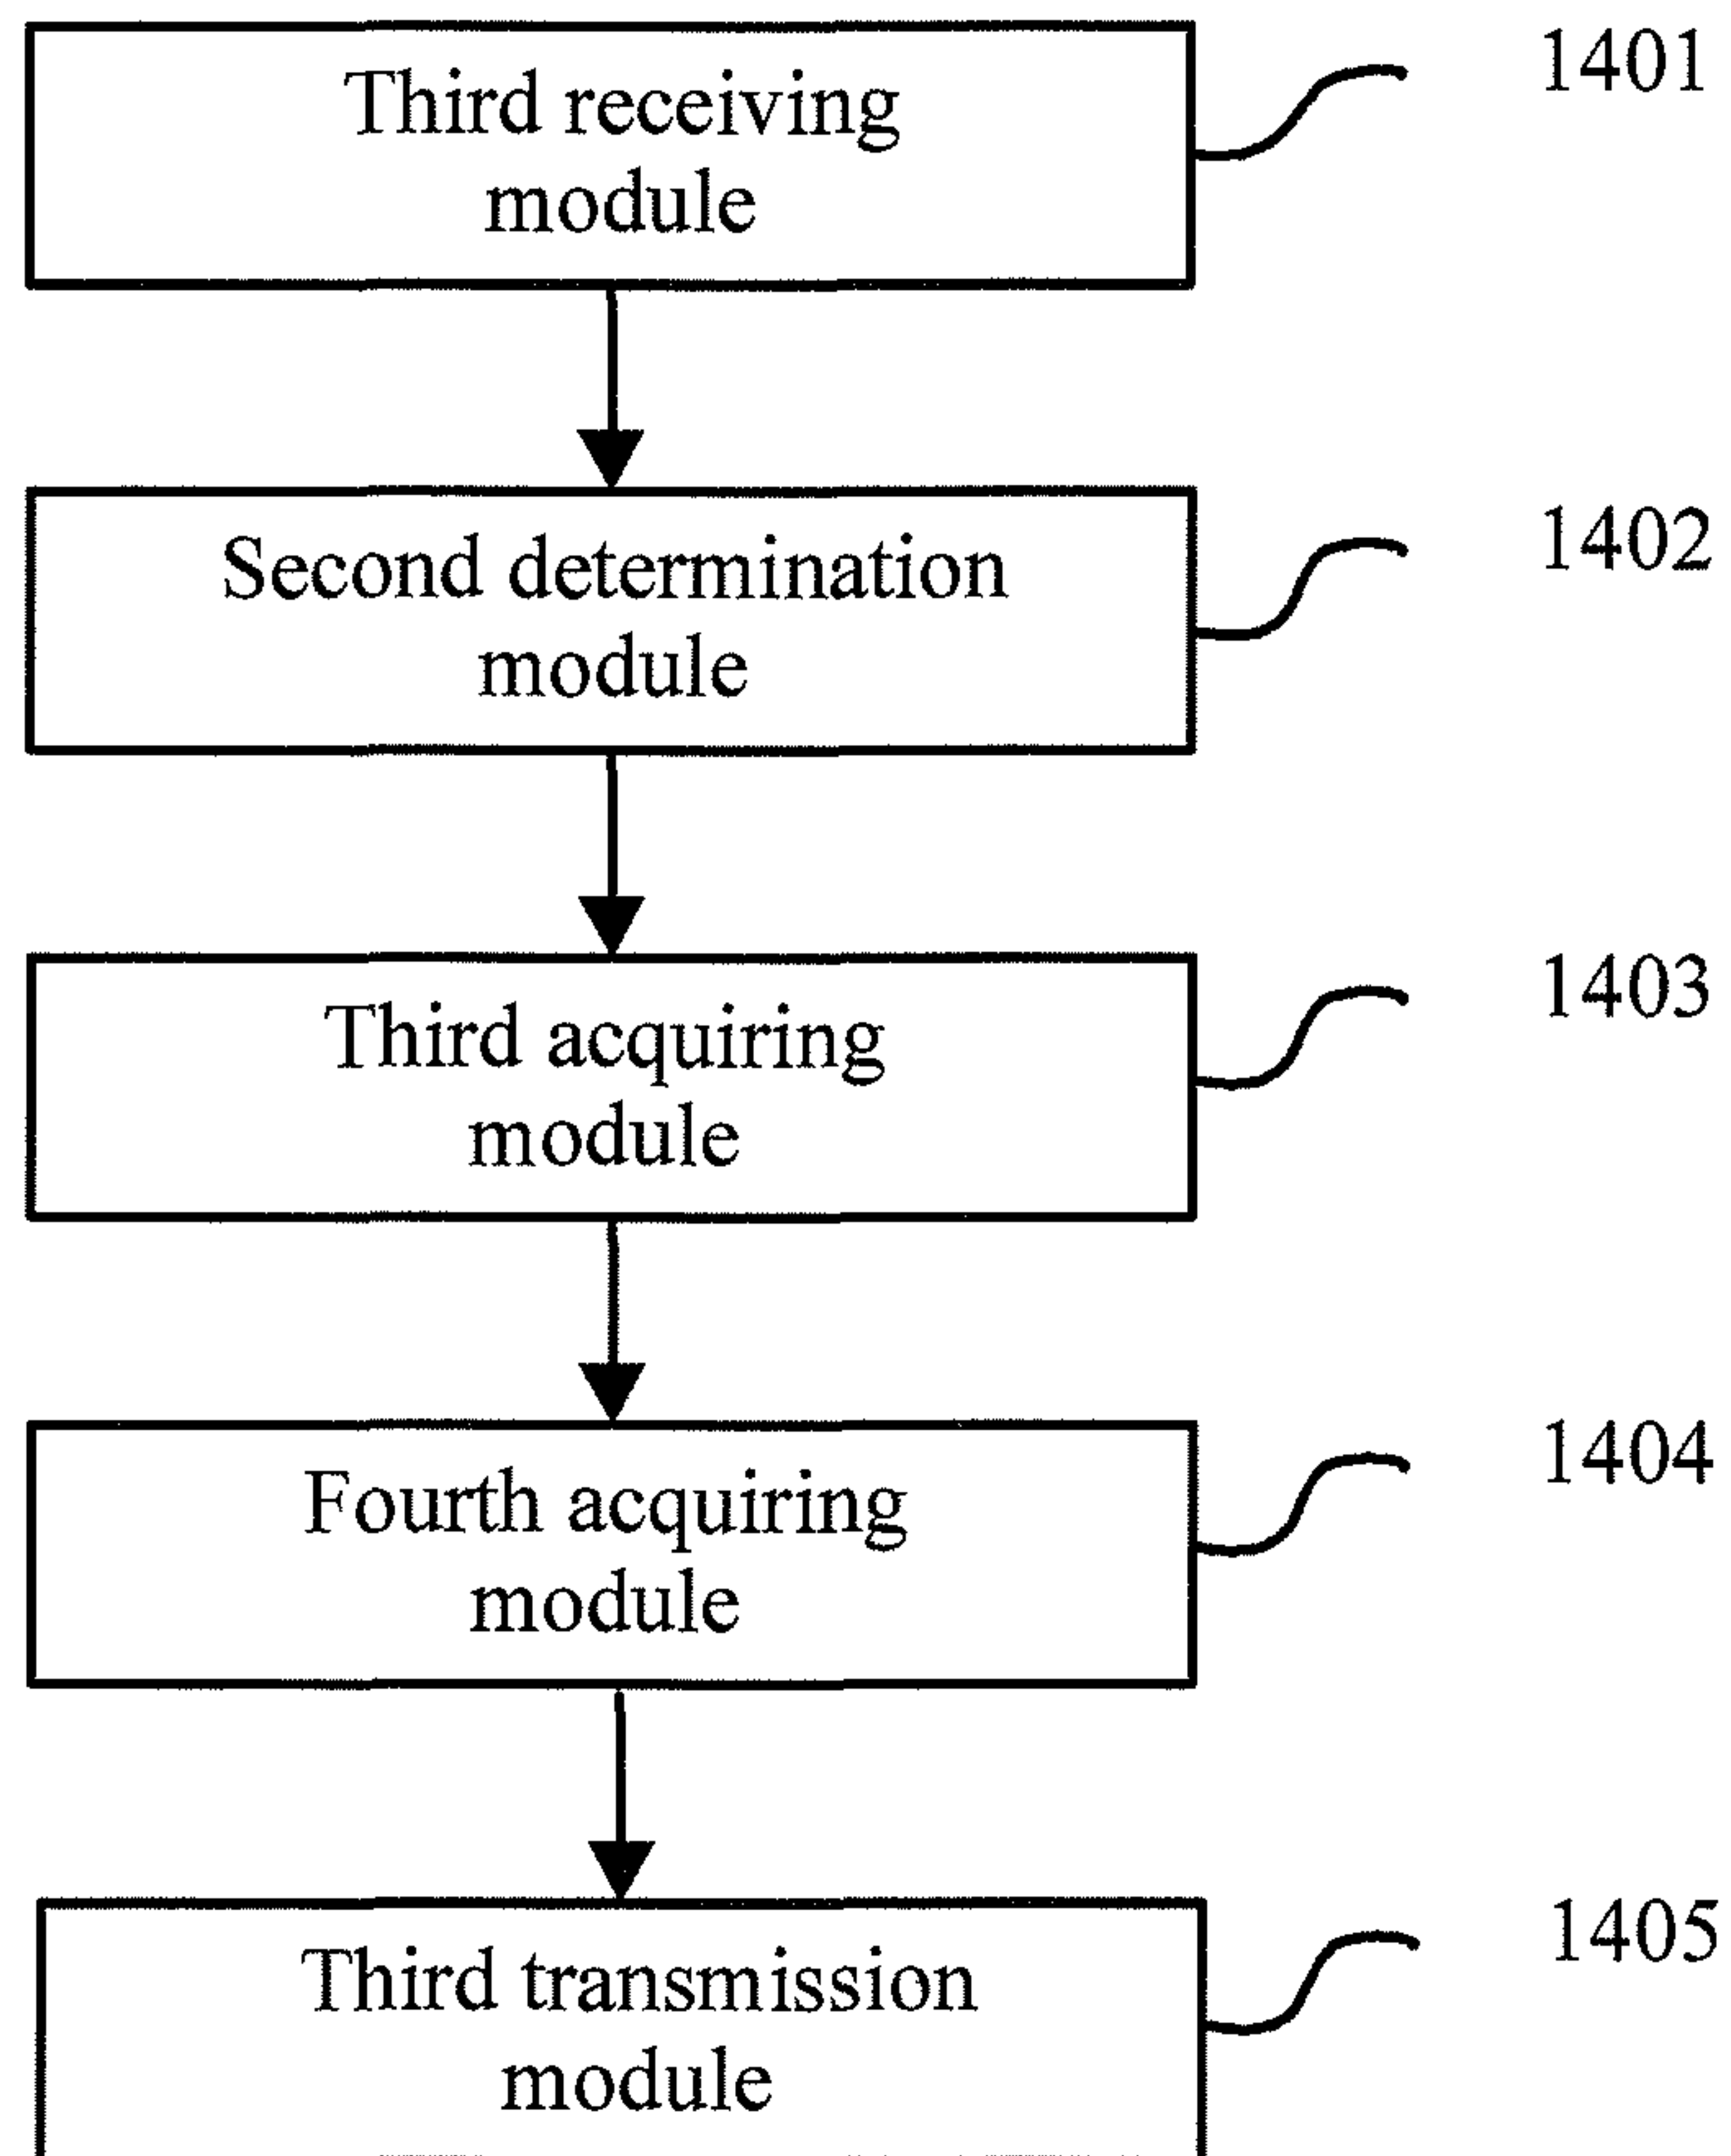 Third receiving
module
1401
Second determination
module
1402
Third acquiring
module
1403
Fourth acquiring
module
1404
Third transmission
module
1405